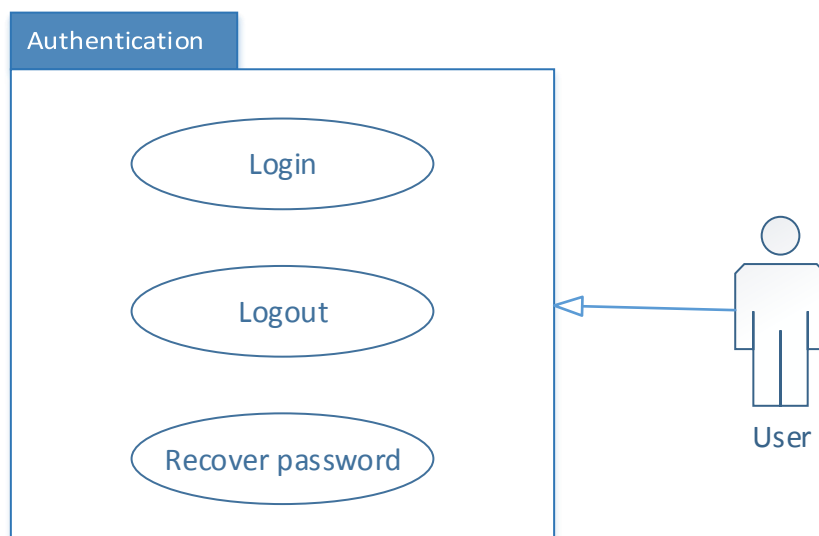 Authentication
Login
Logout
Recover password
User